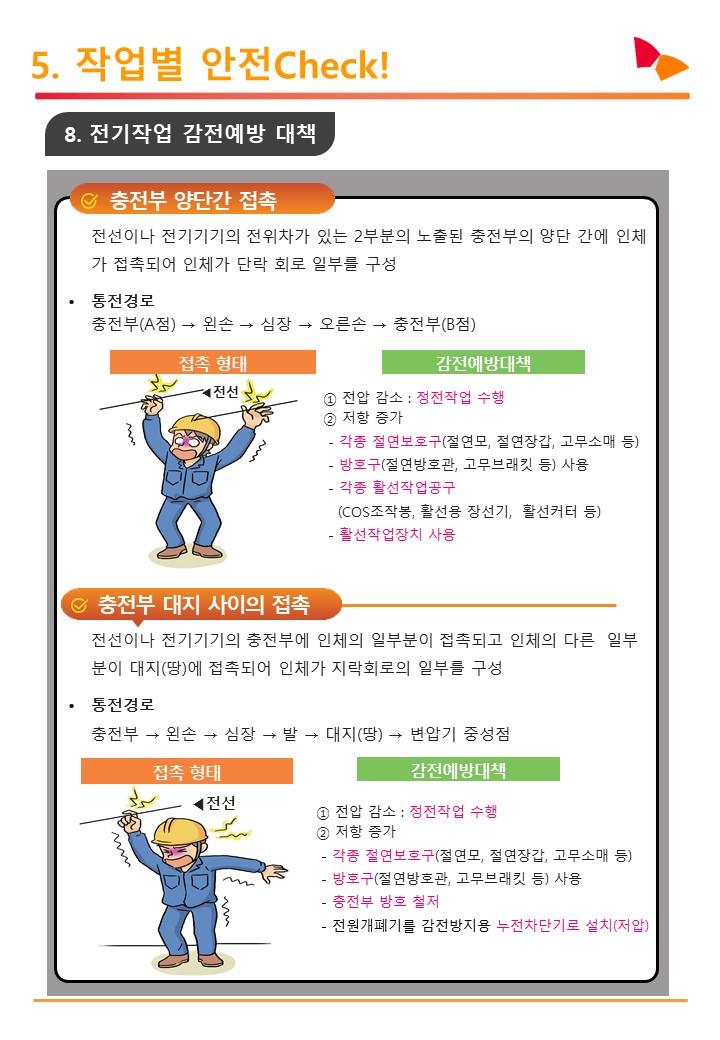 5. 작업별 안전Check!
8. 전기작업 감전예방 대책
충전부 양단간 접촉
전선이나 전기기기의 전위차가 있는 2부분의 노출된 충전부의 양단 간에 인체
가 접촉되어 인체가 단락 회로 일부를 구성
• 통전경로
충전부(A점) → 왼손 → 심장 → 오른손 → 충전부(B점)
접촉 형태
감전예방대책
◀전선
① 전압 감소 : 정전작업 수행
② 저항 증가
- 각종 절연보호구(절연모, 절연장갑, 고무소매 등)
- 방호구(절연방호관, 고무브래킷 등) 사용
- 각종 활선작업공구
(COS조작봉, 활선용 장선기, 활선커터 등)
- 활선작업장치 사용
충전부 대지 사이의 접촉
전선이나 전기기기의 충전부에 인체의 일부분이 접촉되고 인체의 다른 일부
분이 대지(땅)에 접촉되어 인체가 지락회로의 일부를 구성
• 통전경로
충전부 → 왼손 → 심장 → 발 → 대지(땅) → 변압기 중성점
접촉 형태
감전예방대책
◀전선
① 전압 감소 : 정전작업 수행
② 저항 증가
- 각종 절연보호구(절연모, 절연장갑, 고무소매 등)
- 방호구(절연방호관, 고무브래킷 등) 사용
- 충전부 방호 철저
- 전원개폐기를 감전방지용 누전차단기로 설치(저압)